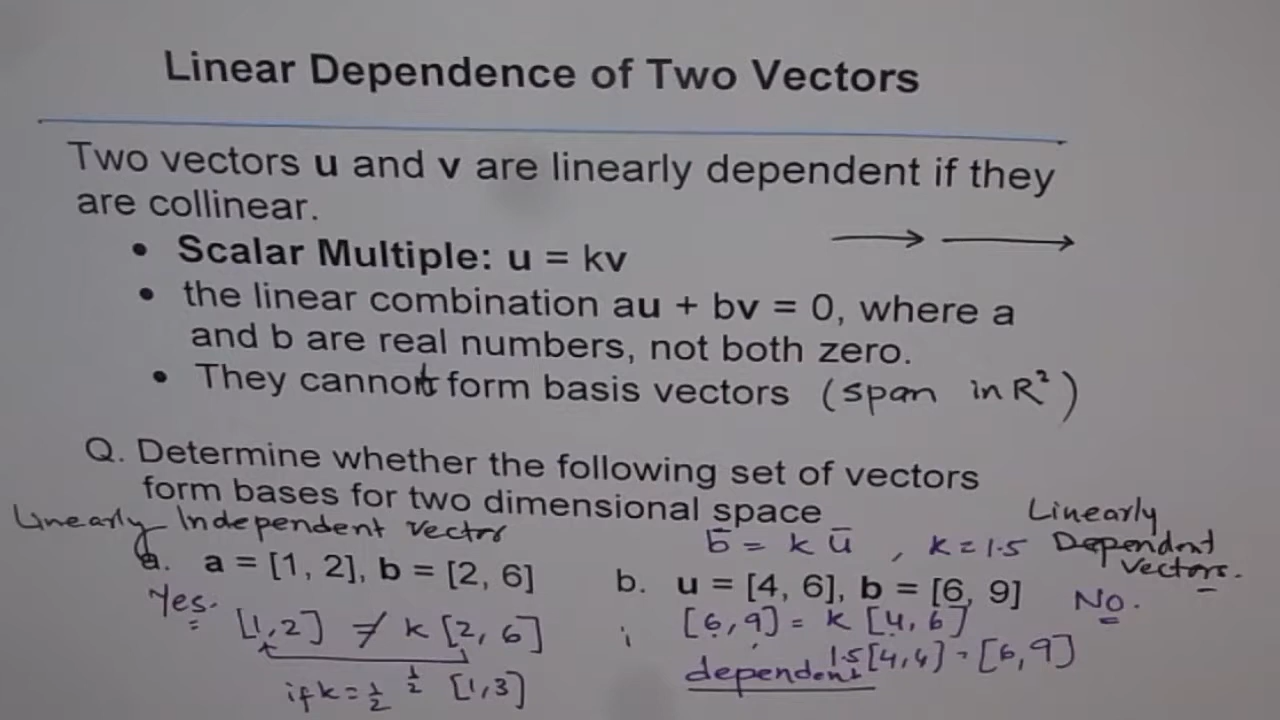 Linear Dependence of Two Vectors
Two vectors u and v are linearly dependent if they
are collinear.
• Scalar Multiple: u = kv
• the linear combination au + bv = 0, where a
and b are real numbers, not both zero.
• They cannot form basis vectors (span in R²)
Q. Determine whether the following set of vectors
form bases for two dimensional space
Linearly Independent Vector
a. a = [1, 2], b = [2, 6]
Yes.
[1,2] ≠ k [2, 6]
if k = 1/2 1/2 [1,3]
Linearly
Dependent
Vectors.
b̄ = k ū , k = 1.5
b. u = [4, 6], b = [6, 9]
No.
[6,9] = k [4,6]
1.5[4,6] = [6,9]
dependent